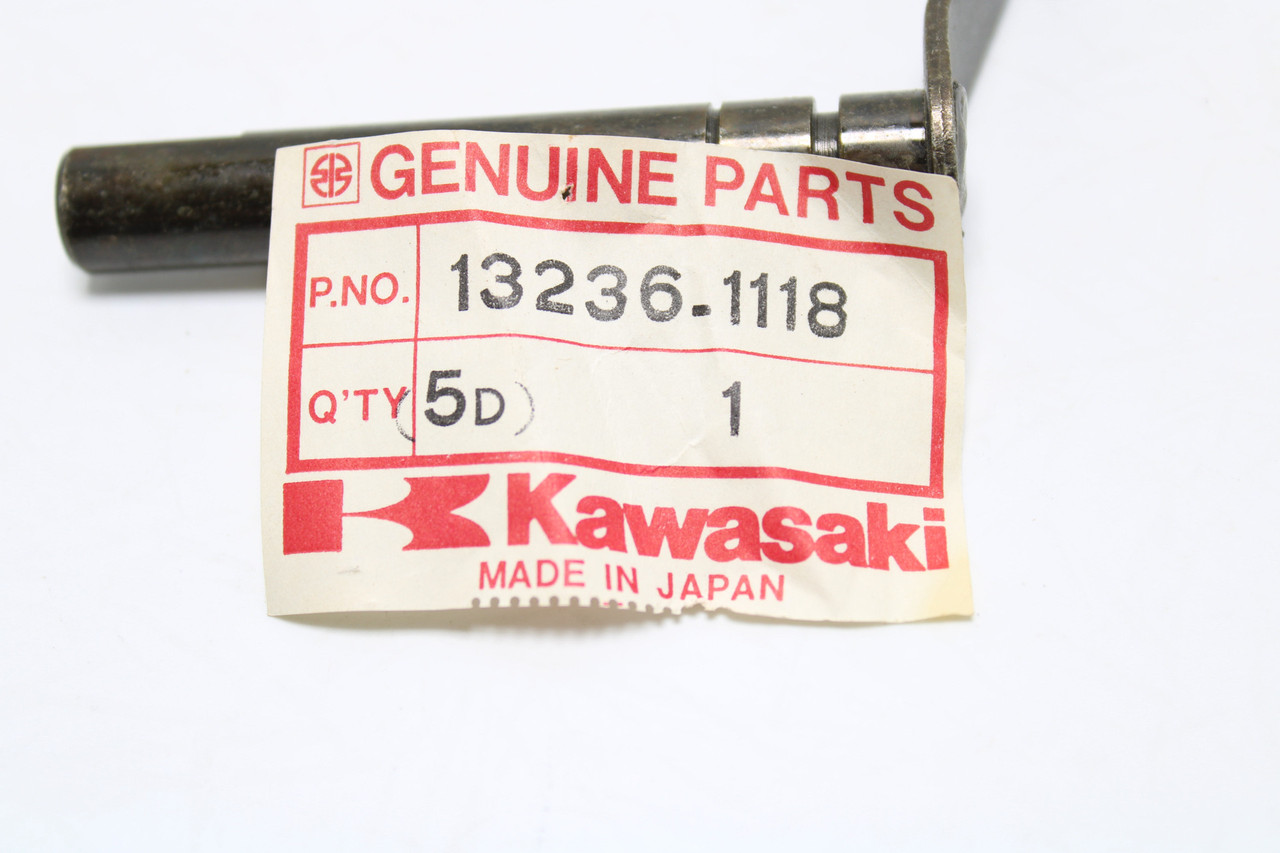 GENUINE PARTS
P.NO. 13236-1118
Q'TY (5D) 1
Kawasaki
MADE IN JAPAN